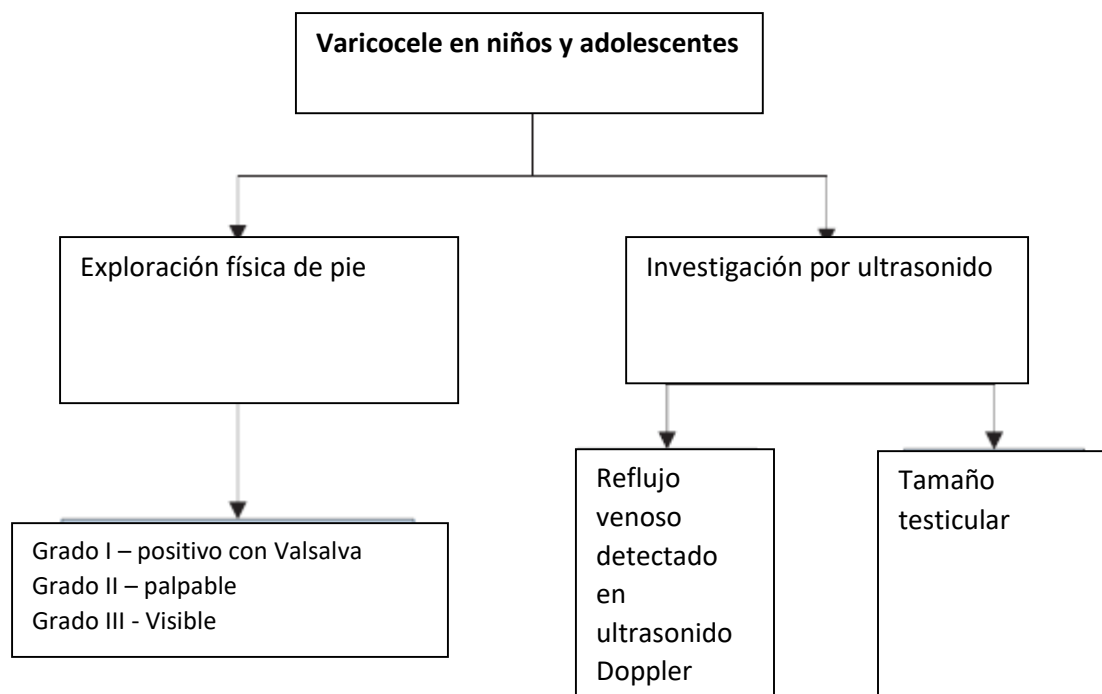 Varicocele en niños y adolescentes
Exploración física de pie
Investigación por ultrasonido
Grado I – positivo con Valsalva
Grado II – palpable
Grado III - Visible
Reflujo
venoso
detectado
en
ultrasonido
Doppler
Tamaño
testicular